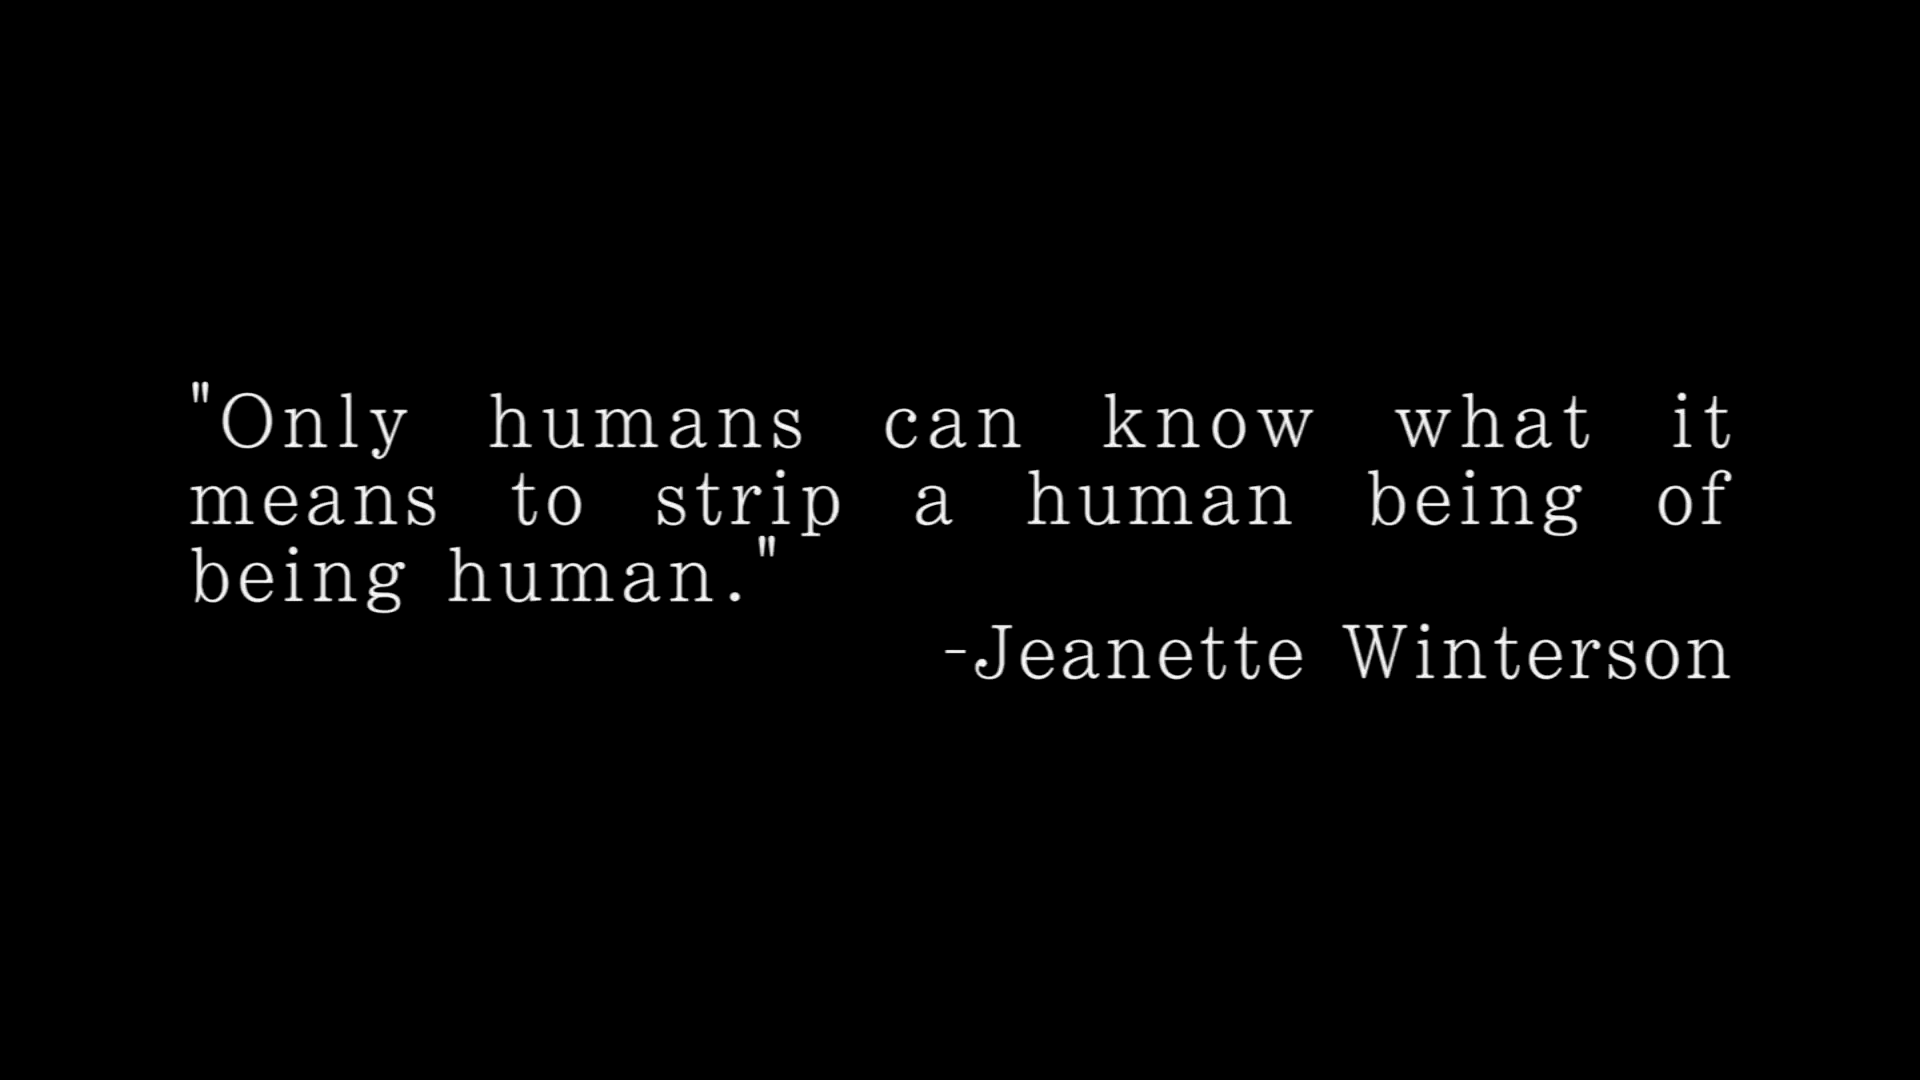 "Only humans can know what it
means to strip a human being of
being human."
-Jeanette Winterson